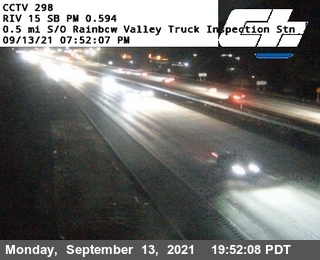 CCTV 298
RIV 15 SB PM 0.594
0.5 mi S/O Rainbow Valley Truck Inspection Stn
09/13/21 07:52:07 PM
Ct
Monday, September 13, 2021 19:52:08 PDT